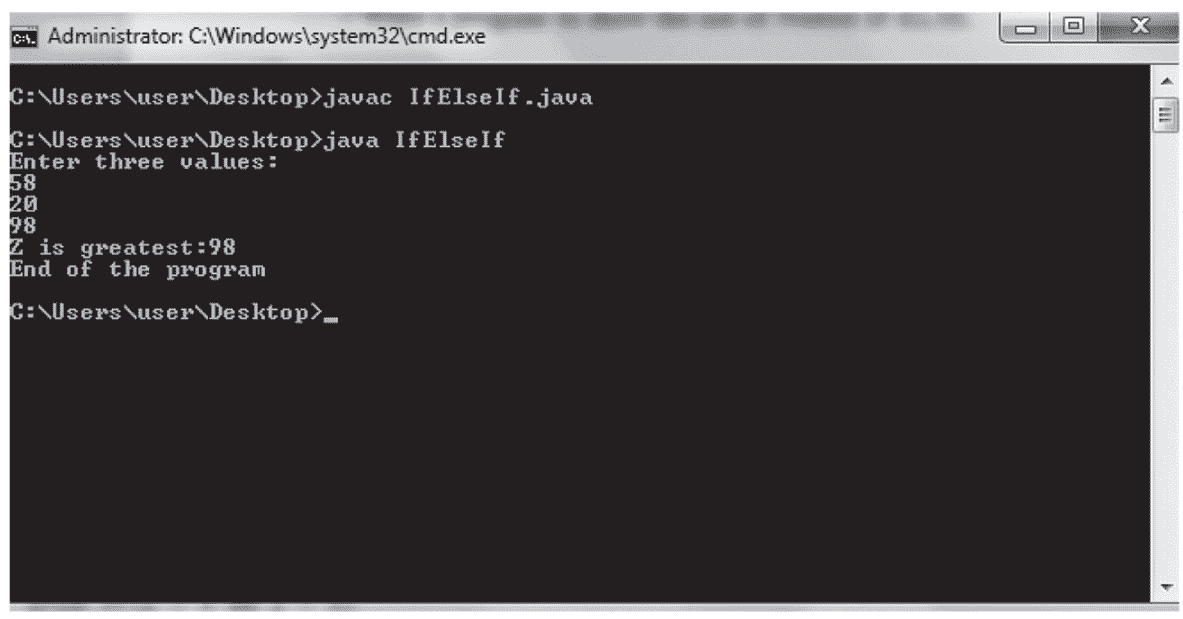 Administrator: C:\Windows\system32\cmd.exe
C:\Users\user\Desktop>javac IfElseIf.java
C:\Users\user\Desktop>java IfElseIf
Enter three values:
58
20
98
Z is greatest:98
End of the program
C:\Users\user\Desktop>_